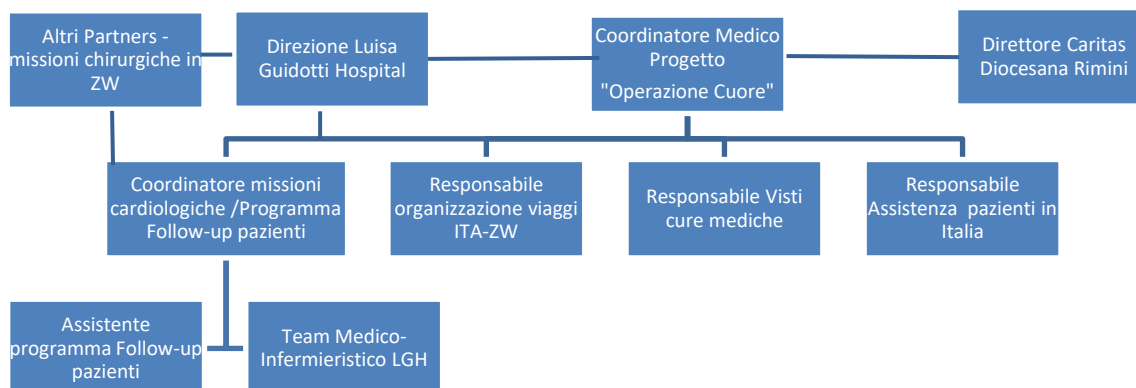 Altri Partners -
missioni chirurgiche in
ZW
Direzione Luisa
Guidotti Hospital
Coordinatore Medico
Progetto
"Operazione Cuore"
Direttore Caritas
Diocesana Rimini
Coordinatore missioni
cardiologiche /Programma
Follow-up pazienti
Responsabile
organizzazione viaggi
ITA-ZW
Responsabile Visti
cure mediche
Responsabile
Assistenza pazienti in
Italia
Assistente
programma Follow-up
pazienti
Team Medico-
Infermieristico LGH